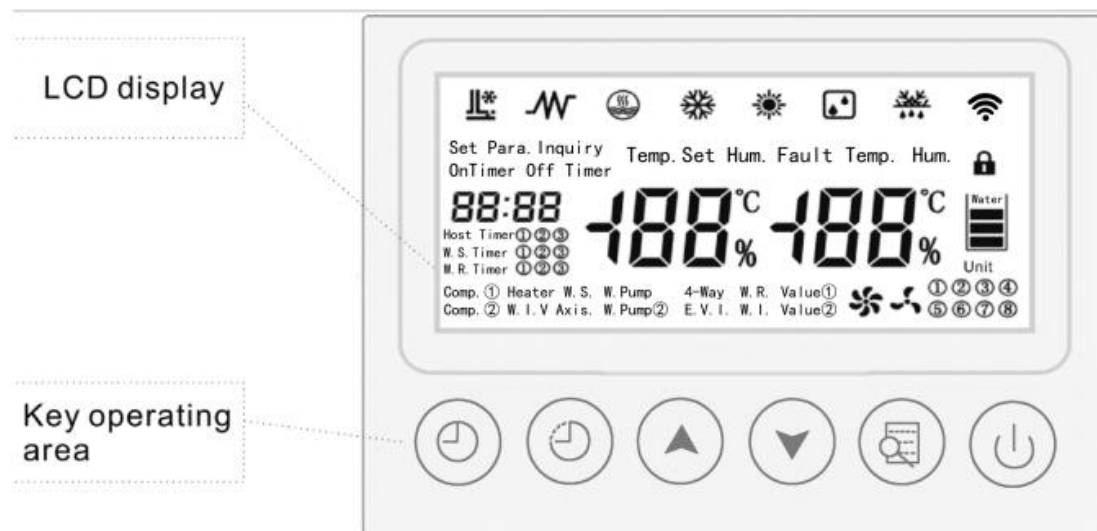 LCD display
Set Para. Inquiry
OnTimer Off Timer
Temp. Set Hum. Fault Temp. Hum.
88:88
188℃%
188℃%
Water
Host Timer①②③
W.S. Timer ①②③
W.R. Timer ①②③
Unit
①②③④
⑤⑥⑦⑧
Comp.① Heater W.S. W.Pump 4-Way W.R. Value①
Comp.② W.I.V Axis. W.Pump② E.V.I. W.I. Value②
Key operating
area